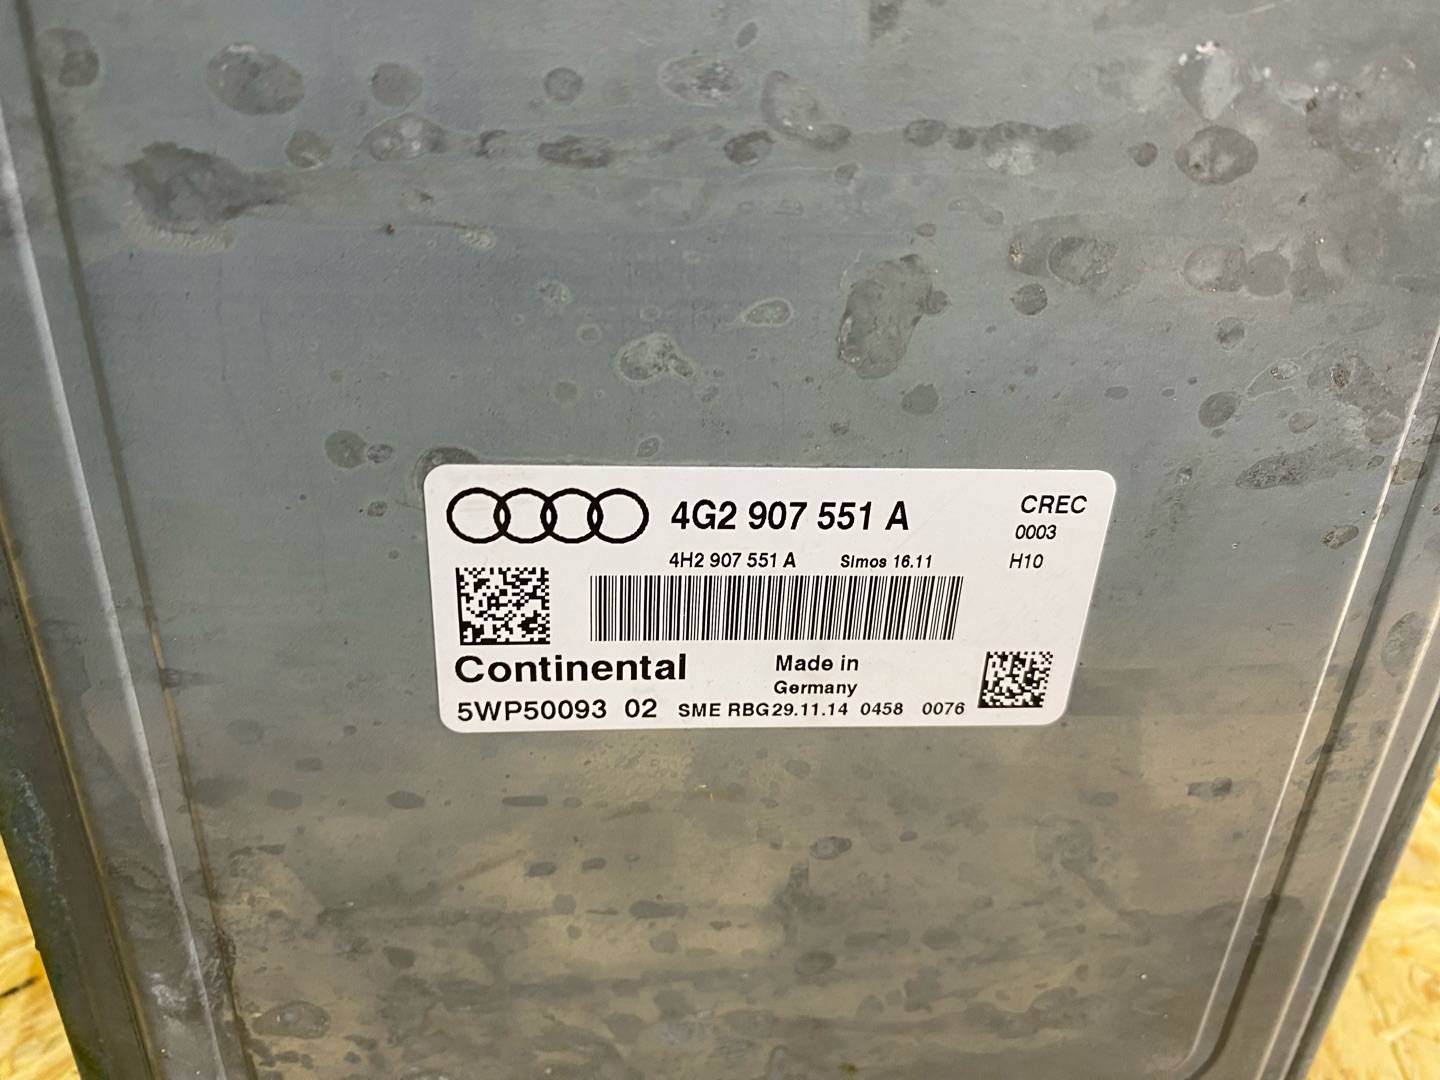 4G2 907 551 A
CREC
0003
4H2 907 551 A Simos 16.11 H10
Continental
Made in
Germany
5WP50093 02 SME RBG29.11.14 0458 0076